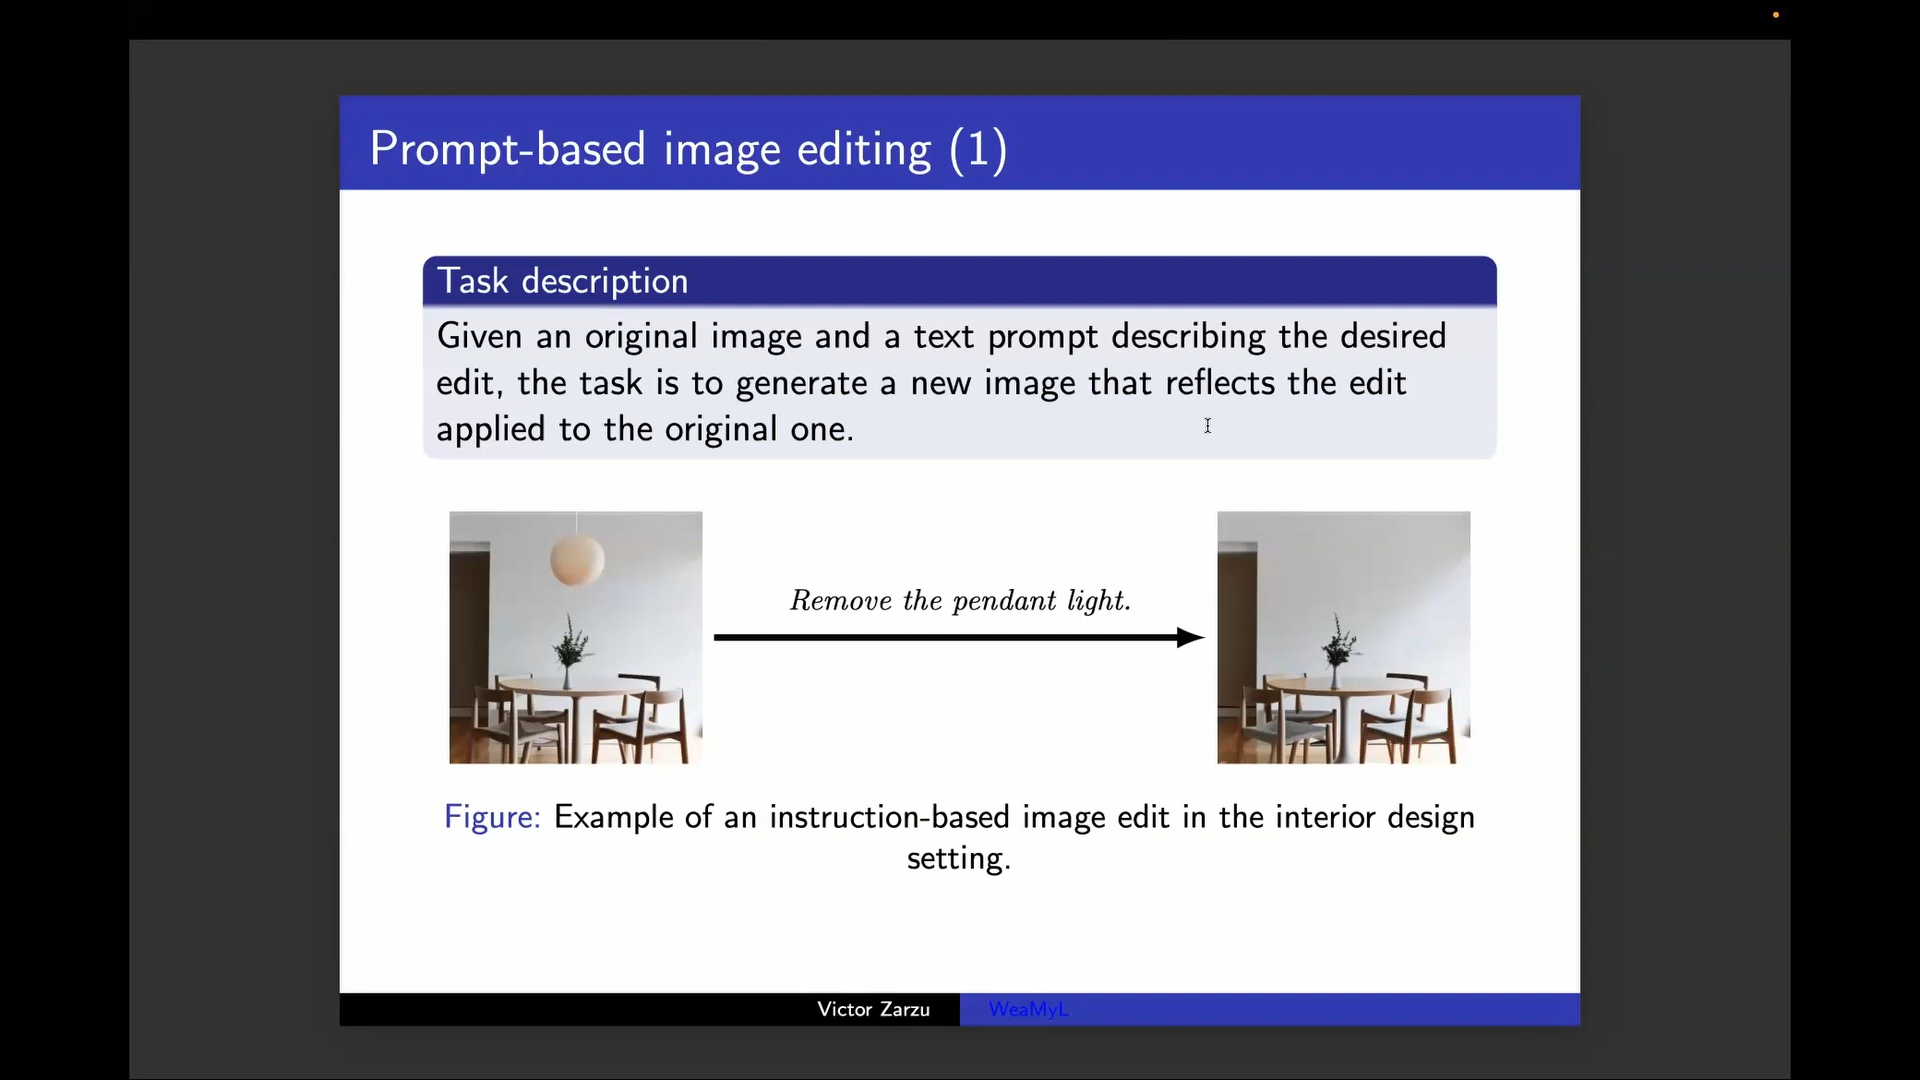 Prompt-based image editing (1)
Task description
Given an original image and a text prompt describing the desired
edit, the task is to generate a new image that reflects the edit
applied to the original one.
Remove the pendant light.
Figure: Example of an instruction-based image edit in the interior design
setting.
Victor Zarzu
WeaMyL